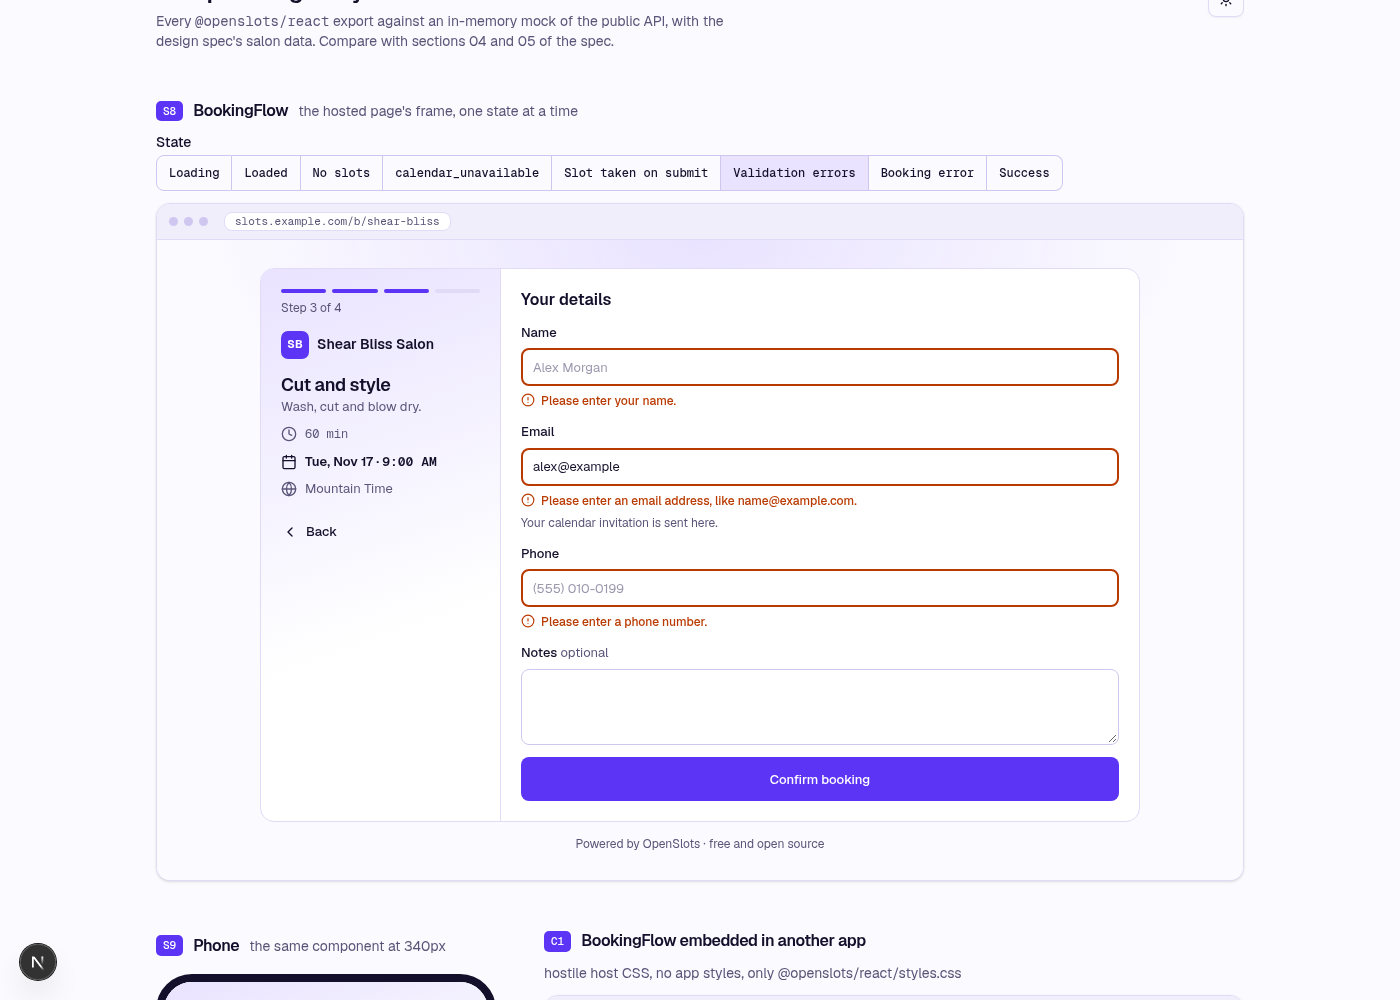 Every @openslots/react export against an in-memory mock of the public API, with the
design spec's salon data. Compare with sections 04 and 05 of the spec.
S8 BookingFlow the hosted page's frame, one state at a time
State
Loading Loaded No slots calendar_unavailable Slot taken on submit Validation errors Booking error Success
slots.example.com/b/shear-bliss
Step 3 of 4
SB Shear Bliss Salon
Cut and style
Wash, cut and blow dry.
60 min
Tue, Nov 17 · 9:00 AM
Mountain Time
Back
Your details
Name
Alex Morgan
Please enter your name.
Email
alex@example
Please enter an email address, like name@example.com.
Your calendar invitation is sent here.
Phone
(555) 010-0199
Please enter a phone number.
Notes optional
Confirm booking
Powered by OpenSlots · free and open source
S9 Phone the same component at 340px
C1 BookingFlow embedded in another app
hostile host CSS, no app styles, only @openslots/react/styles.css
N